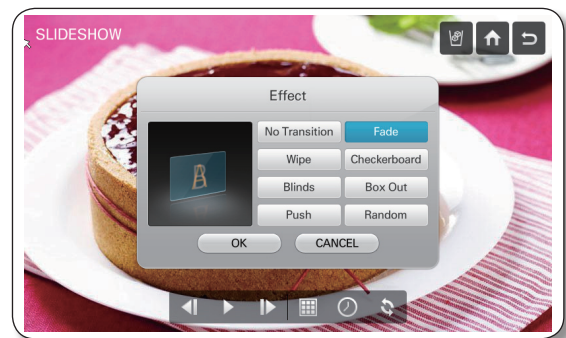 SLIDESHOW
Effect
No Transition Fade
Wipe Checkerboard
Blinds Box Out
Push Random
OK CANCEL